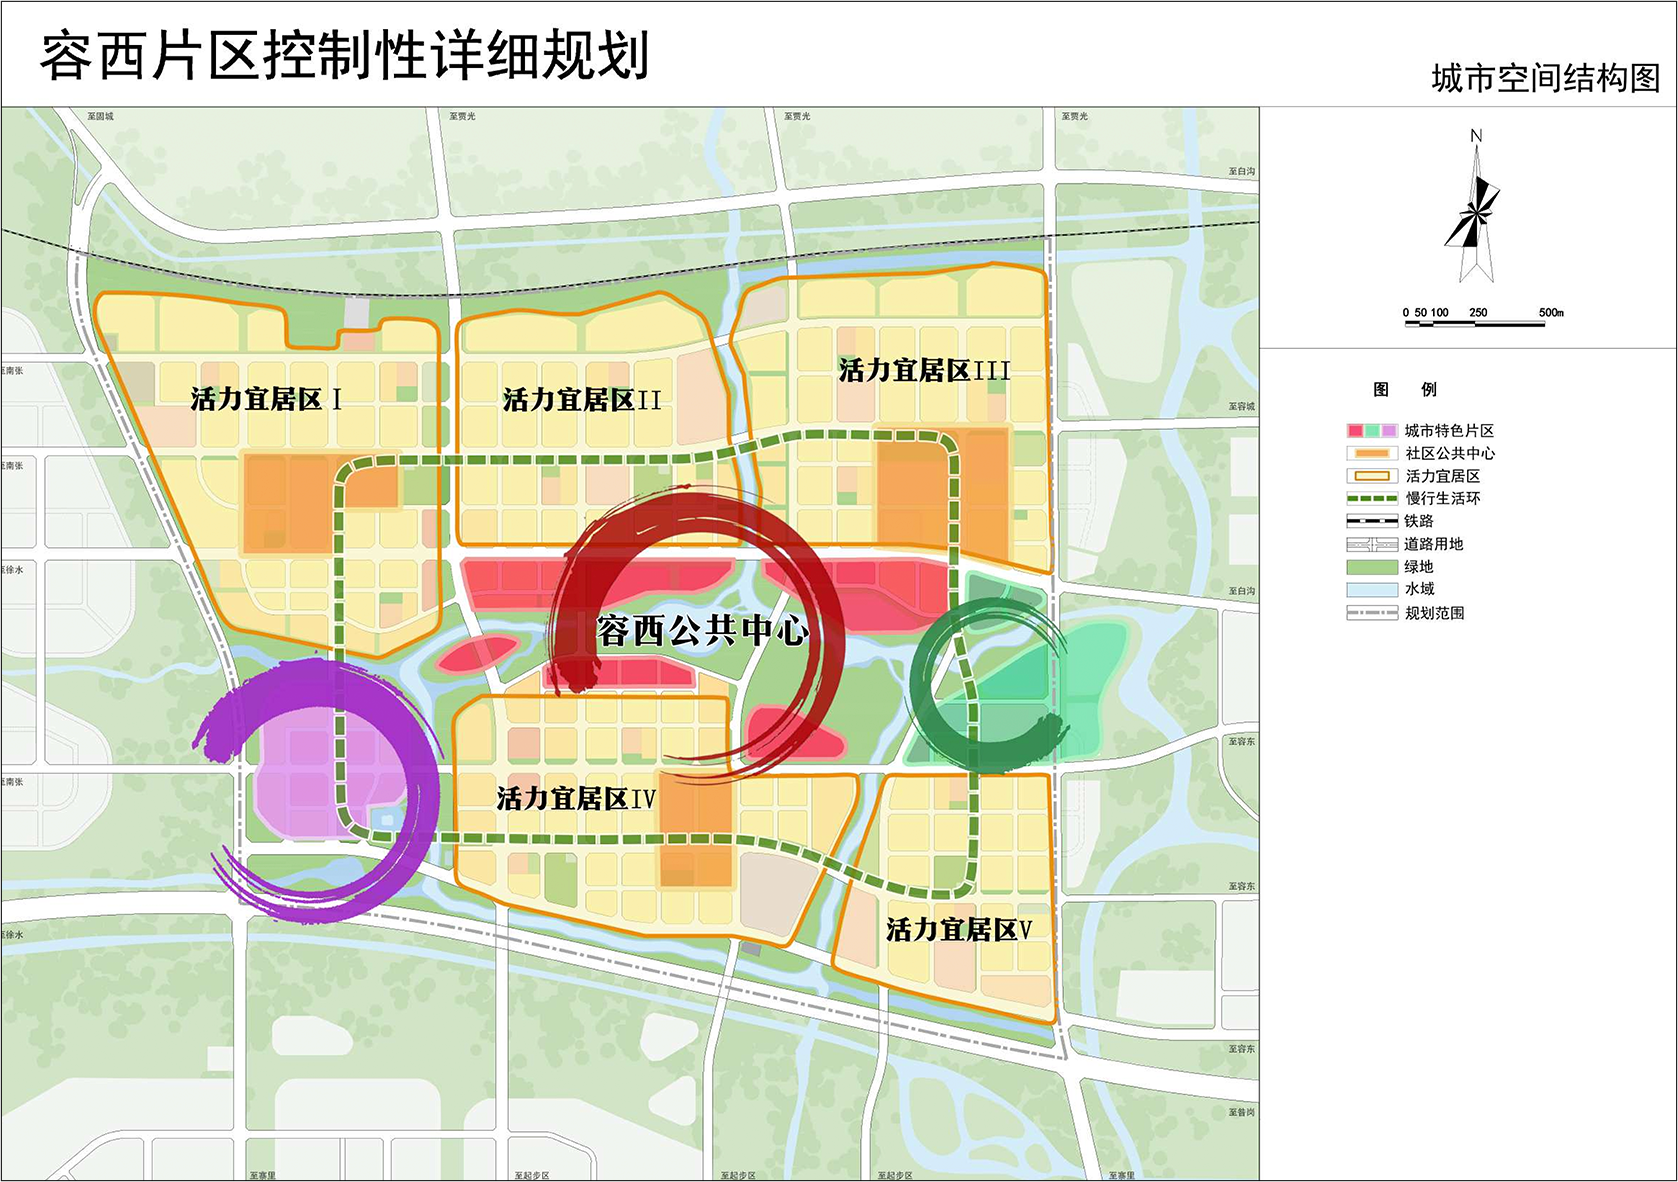 容西片区控制性详细规划
城市空间结构图
至固城
至贾光
至贾光
至贾光
至白沟
N
0 50 100 250 500m
至南张
活力宜居区 I
活力宜居区II
活力宜居区III
至容城
图 例
城市特色片区
社区公共中心
活力宜居区
慢行生活环
铁路
道路用地
绿地
水域
规划范围
至南张
至徐水
至白沟
容西公共中心
至容东
至南张
活力宜居区IV
至容东
活力宜居区V
至徐水
至容东
至昝岗
至寨里
至起步区
至起步区
至起步区
至寨里